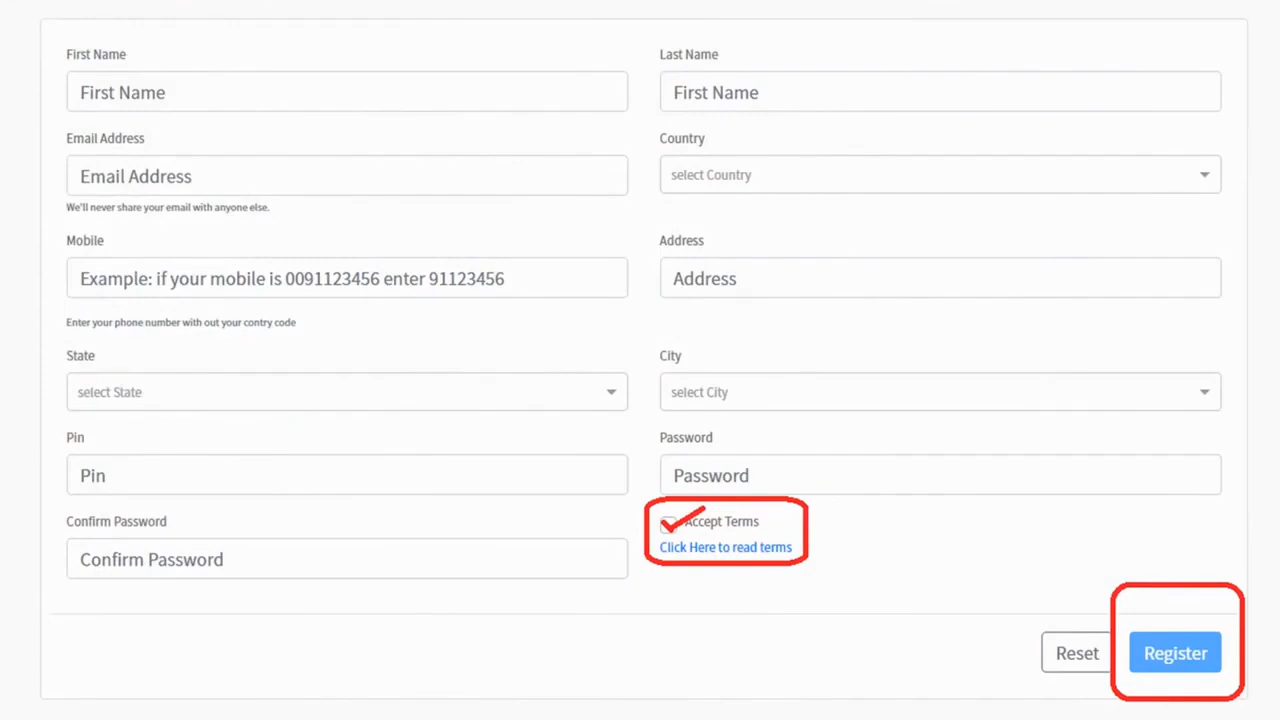 First Name
Last Name
First Name
First Name
Email Address
Country
Email Address
select Country
We'll never share your email with anyone else.
Mobile
Address
Example: if your mobile is 0091123456 enter 91123456
Address
Enter your phone number with out your contry code
State
City
select State
select City
Pin
Password
Pin
Password
Confirm Password
Accept Terms
Click Here to read terms
Confirm Password
Reset
Register